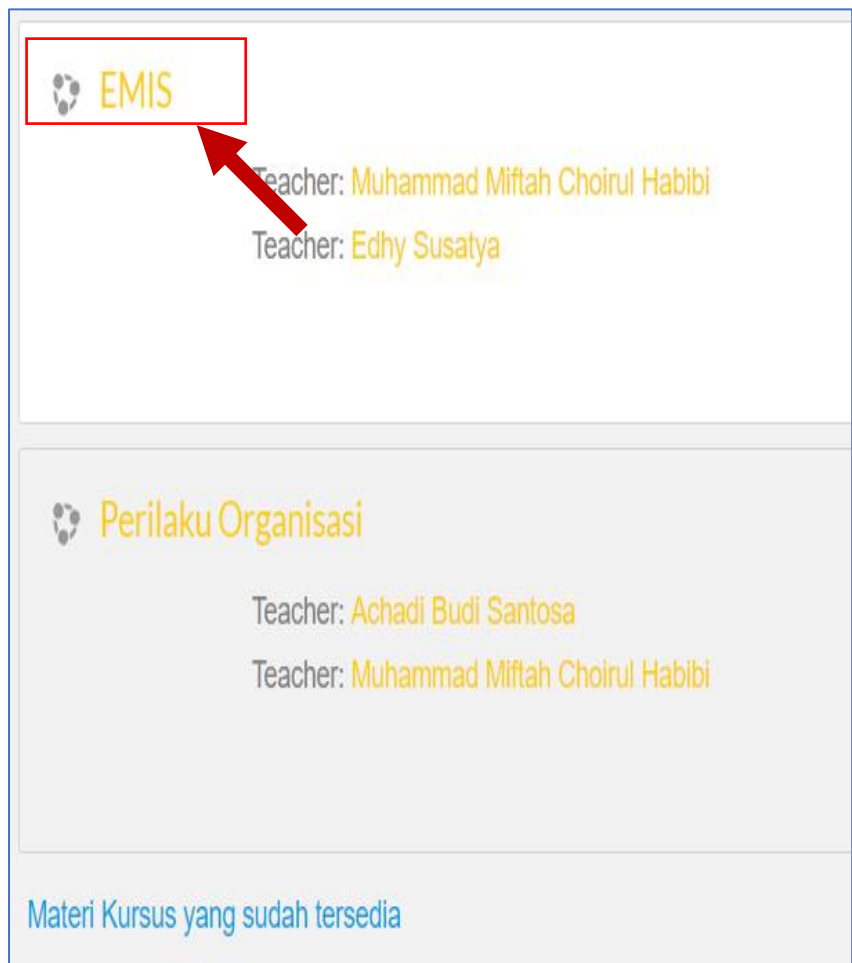 EMIS
Teacher: Muhammad Miftah Choirul Habibi
Teacher: Edhy Susatya
Perilaku Organisasi
Teacher: Achadi Budi Santosa
Teacher: Muhammad Miftah Choirul Habibi
Materi Kursus yang sudah tersedia